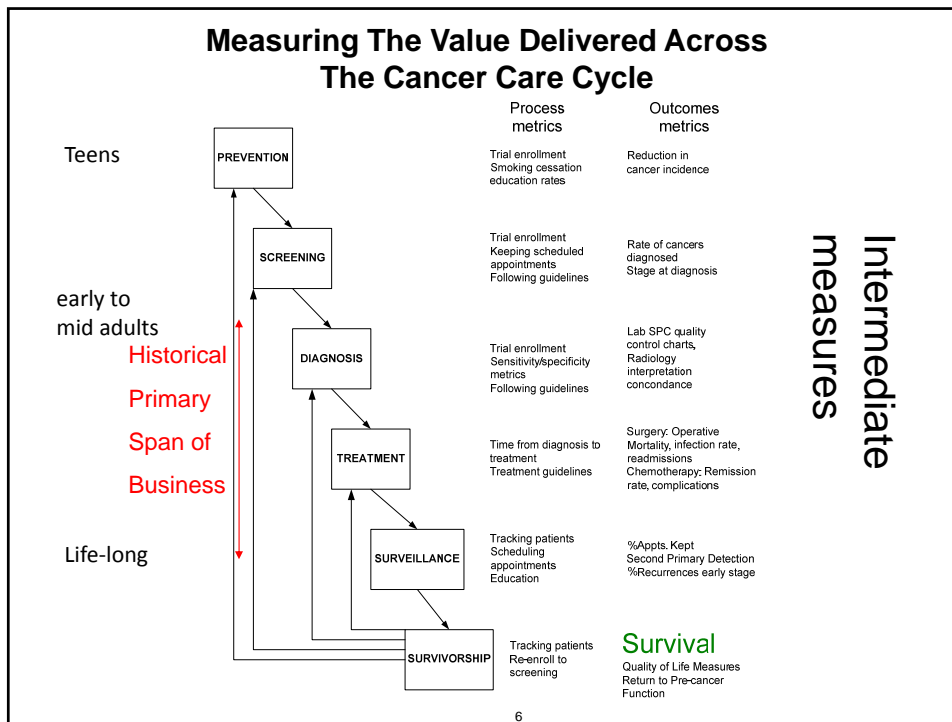 Measuring The Value Delivered Across
The Cancer Care Cycle
Process
metrics
Outcomes
metrics
Teens
PREVENTION
Trial enrollment
Smoking cessation
education rates
Reduction in
cancer incidence
SCREENING
Trial enrollment
Keeping scheduled
appointments
Following guidelines
Rate of cancers
diagnosed
Stage at diagnosis
early to
mid adults
Historical
Primary
Span of
Business
DIAGNOSIS
Trial enrollment
Sensitivity/specificity
metrics
Following guidelines
Lab SPC quality
control charts,
Radiology
interpretation
concordance
TREATMENT
Time from diagnosis to
treatment
Treatment guidelines
Surgery: Operative
Mortality, infection rate,
readmissions
Chemotherapy: Remission
rate, complications
Life-long
SURVEILLANCE
Tracking patients
Scheduling
appointments
Education
%Appts. Kept
Second Primary Detection
%Recurrences early stage
SURVIVORSHIP
Tracking patients
Re-enroll to
screening
Survival
Quality of Life Measures
Return to Pre-cancer
Function
Intermediate
measures
6